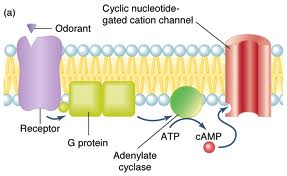 (a)
Cyclic nucleotide-
gated cation channel
Odorant
Receptor
G protein
ATP
cAMP
Adenylate
cyclase